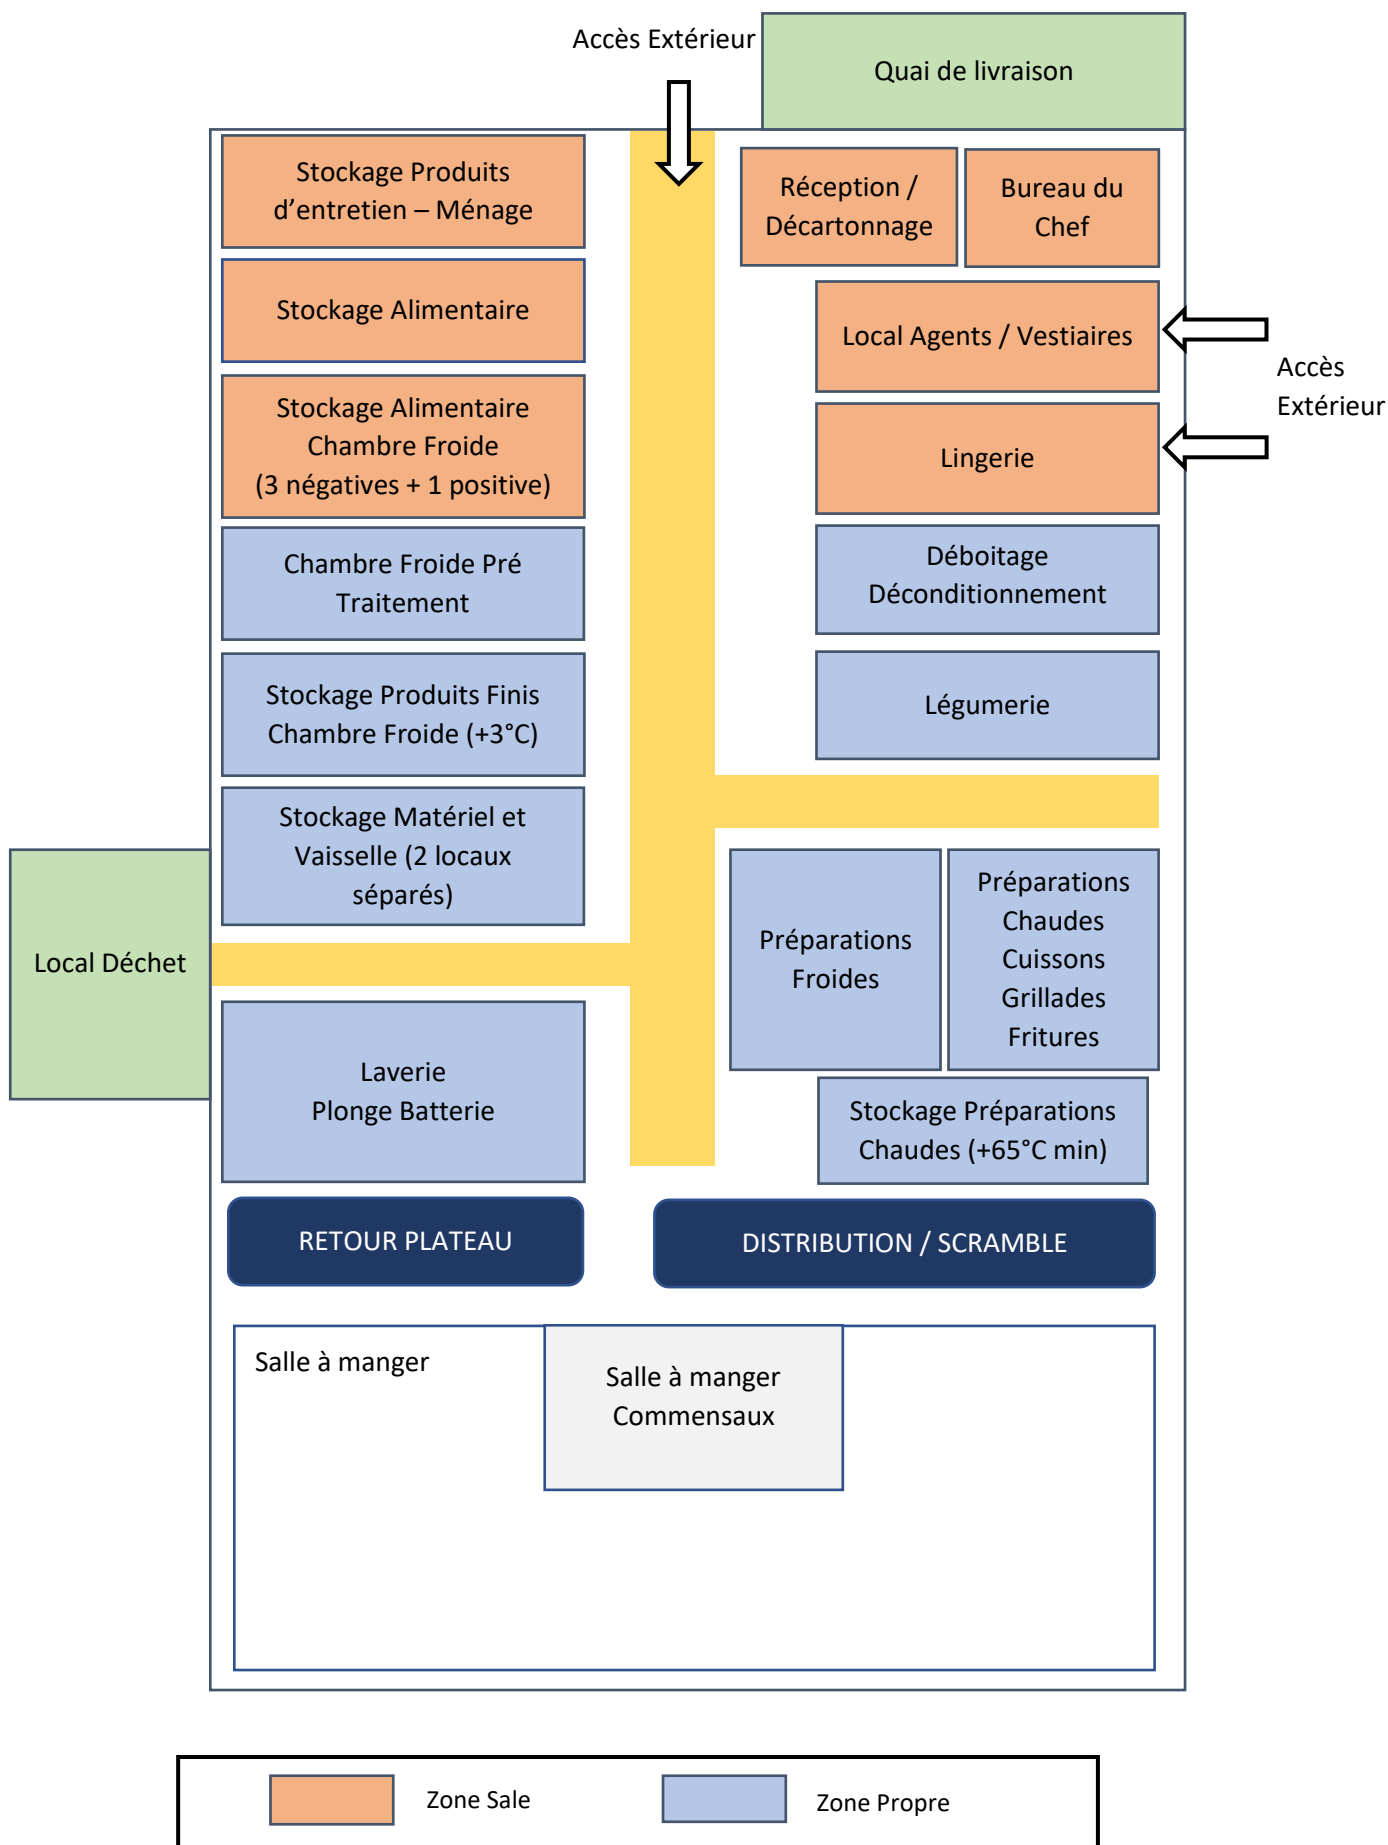 Accès Extérieur
Quai de livraison
Stockage Produits
d’entretien – Ménage
Réception /
Décartonnage
Bureau du
Chef
Stockage Alimentaire
Local Agents / Vestiaires
Accès
Extérieur
Stockage Alimentaire
Chambre Froide
(3 négatives + 1 positive)
Lingerie
Chambre Froide Pré
Traitement
Déboitage
Déconditionnement
Stockage Produits Finis
Chambre Froide (+3°C)
Légumerie
Stockage Matériel et
Vaisselle (2 locaux
séparés)
Local Déchet
Préparations
Froides
Préparations
Chaudes
Cuissons
Grillades
Fritures
Laverie
Plonge Batterie
Stockage Préparations
Chaudes (+65°C min)
RETOUR PLATEAU
DISTRIBUTION / SCRAMBLE
Salle à manger
Salle à manger
Commensaux
Zone Sale
Zone Propre